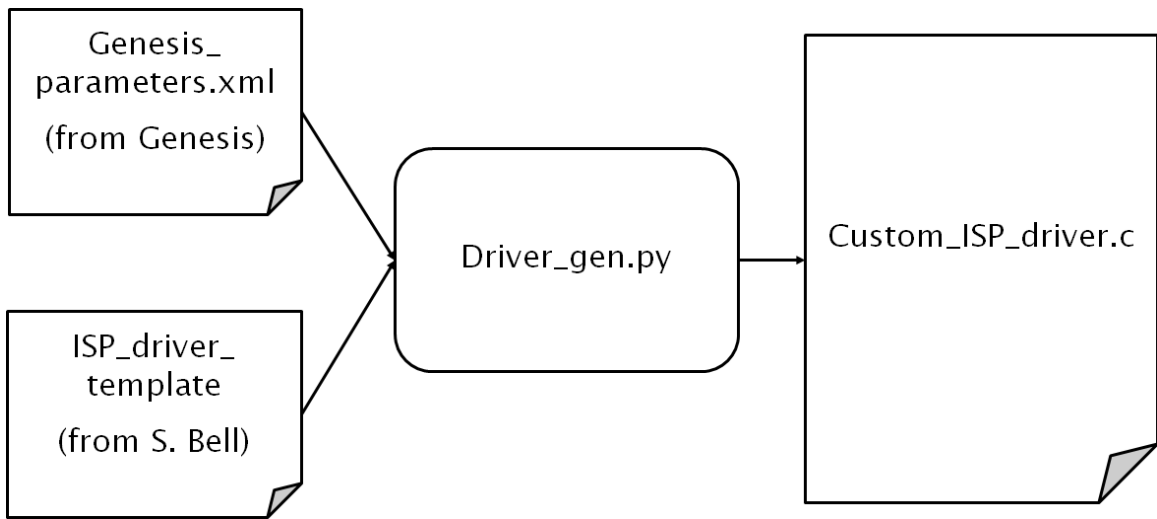 Genesis_
parameters.xml
(from Genesis)
ISP_driver_
template
(from S. Bell)
Driver_gen.py
Custom_ISP_driver.c